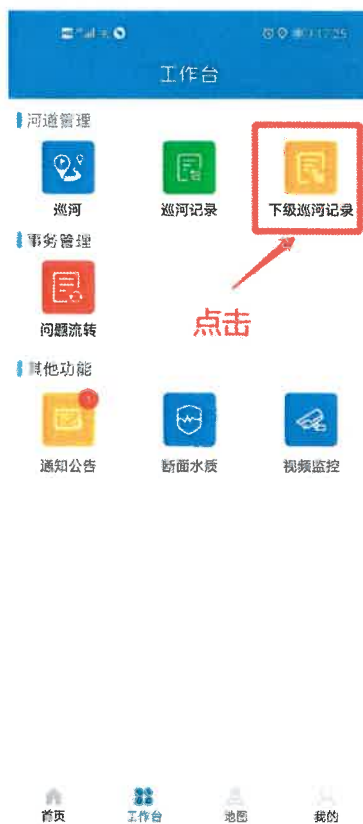 工作台
河道管理
巡河
巡河记录
下级巡河记录
事务管理
问题流转
点击
其他功能
1
通知公告
断面水质
视频监控
首页
工作台
地图
我的